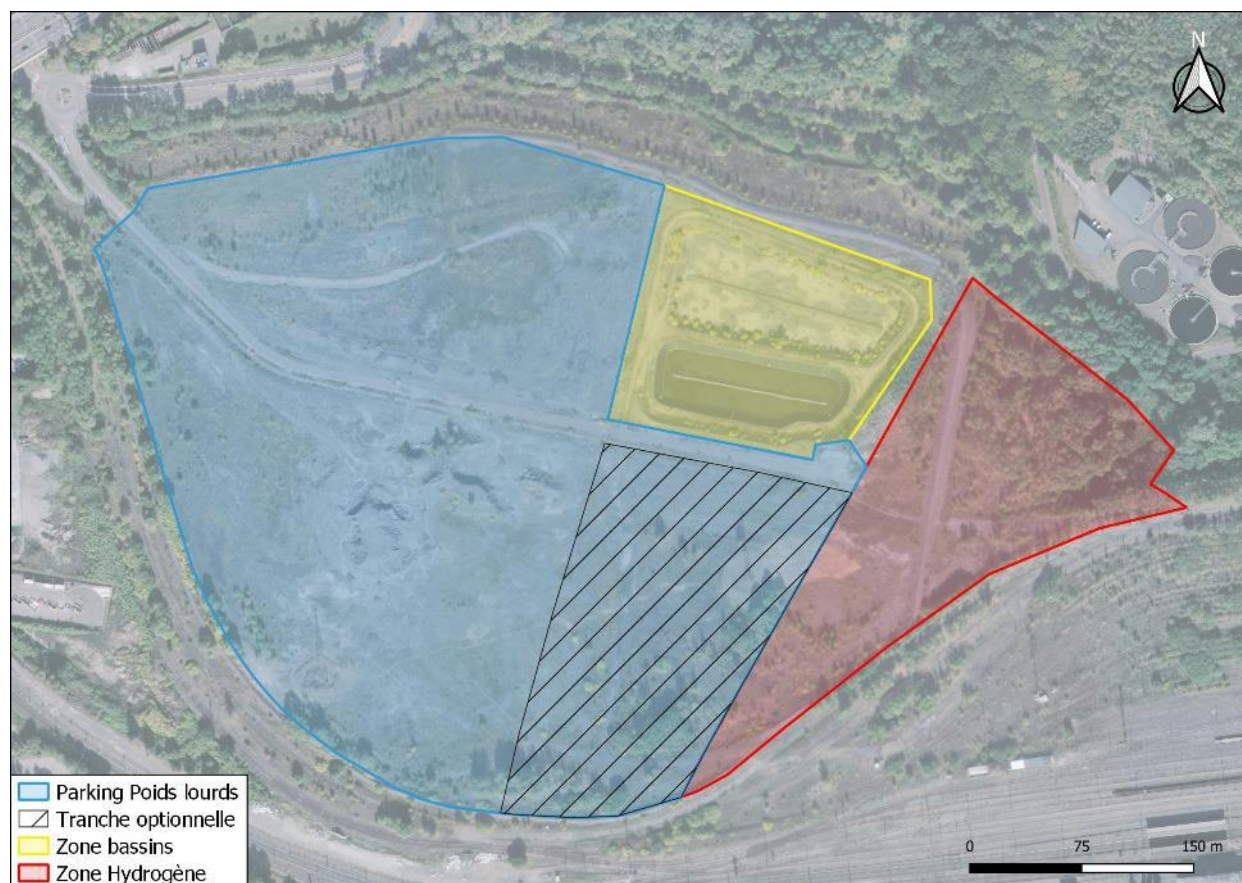 N
Parking Poids lourds
Tranche optionnelle
Zone bassins
Zone Hydrogène
0 75 150 m